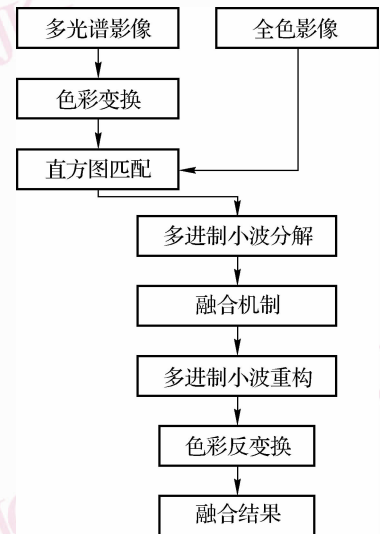 多光谱影像
全色影像
色彩变换
直方图匹配
多进制小波分解
融合机制
多进制小波重构
色彩反变换
融合结果